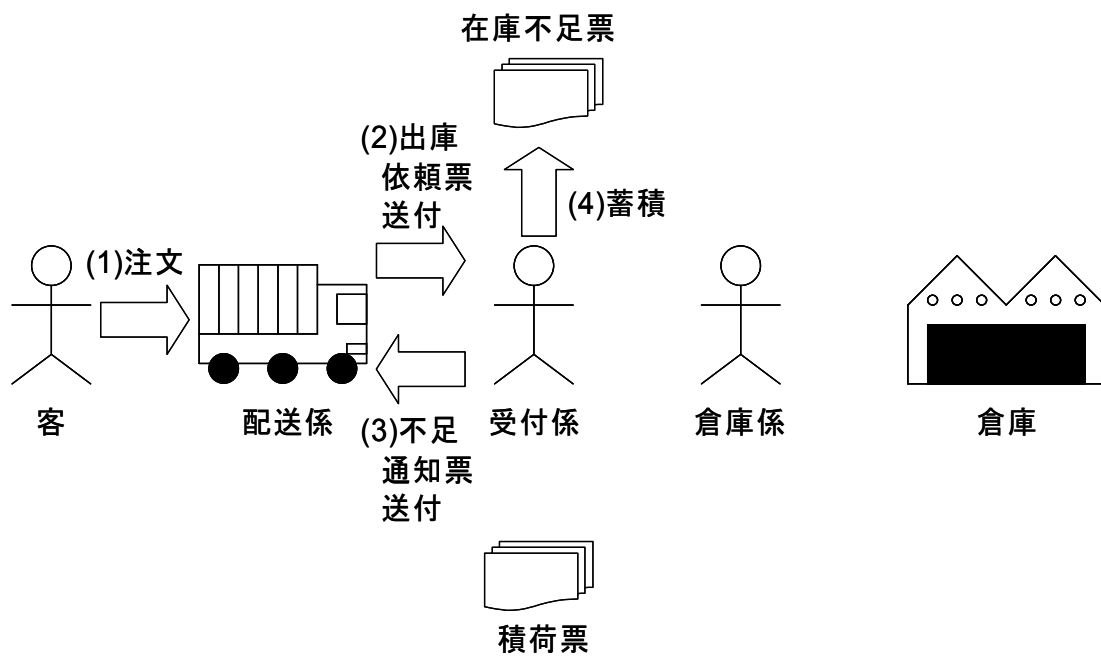 在庫不足票
(2)出庫
依頼票
送付
(4)蓄積
(1)注文
客
配送係
受付係
倉庫係
倉庫
(3)不足
通知票
送付
積荷票